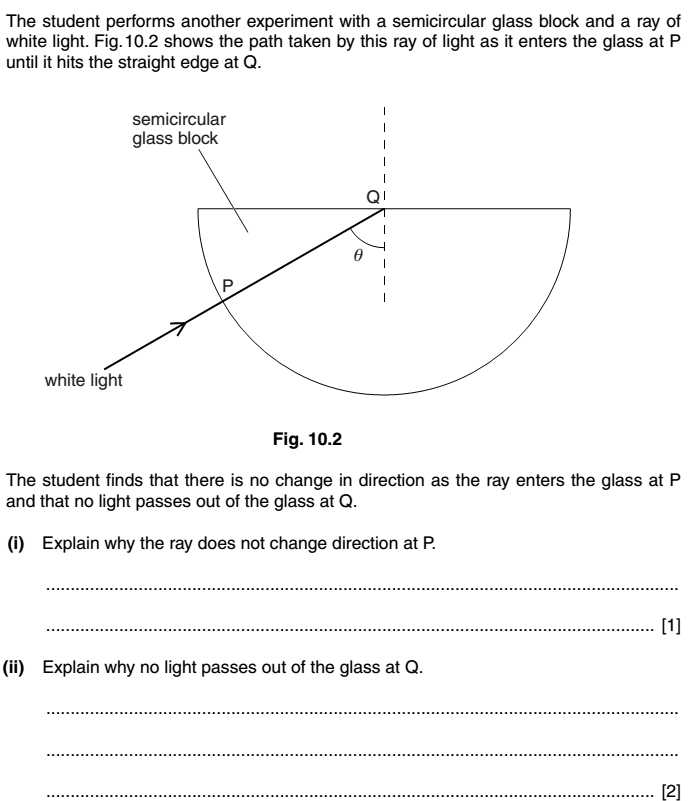 The student performs another experiment with a semicircular glass block and a ray of
white light. Fig. 10.2 shows the path taken by this ray of light as it enters the glass at P
until it hits the straight edge at Q.
semicircular
glass block
Q
θ
P
white light
Fig. 10.2
The student finds that there is no change in direction as the ray enters the glass at P
and that no light passes out of the glass at Q.
(i) Explain why the ray does not change direction at P.
[1]
(ii) Explain why no light passes out of the glass at Q.
[2]